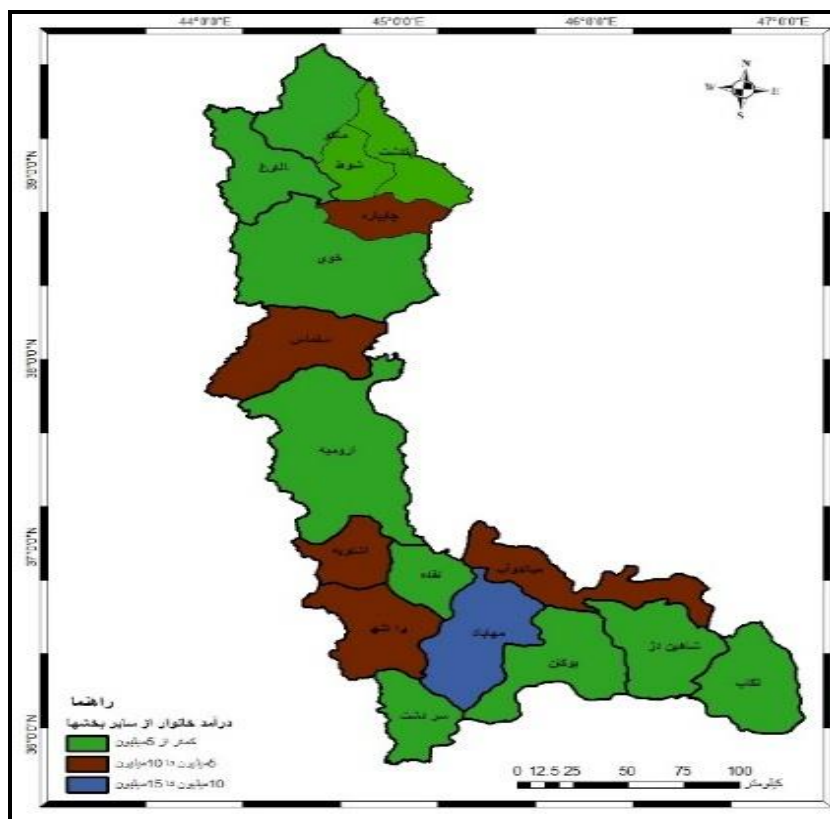 44°0'0"E 45°0'0"E 46°0'0"E 47°0'0"E
N
W E
S
39°0'0"N
38°0'0"N
37°0'0"N
36°0'0"N
ماکو
پلدشت
شوط
چالدران
چایپاره
خوی
سلماس
ارومیه
اشنویه
نقده
میاندوآب
پیرانشهر
مهاباد
بوکان
شاهین دژ
تکاب
سر دشت
راهنما
درآمد خانوار از سایر بخشها
کمتر از 5میلیون
5میلیون تا 10میلیون
10میلیون تا 15میلیون
0 12.5 25 50 75 100
کیلومتر